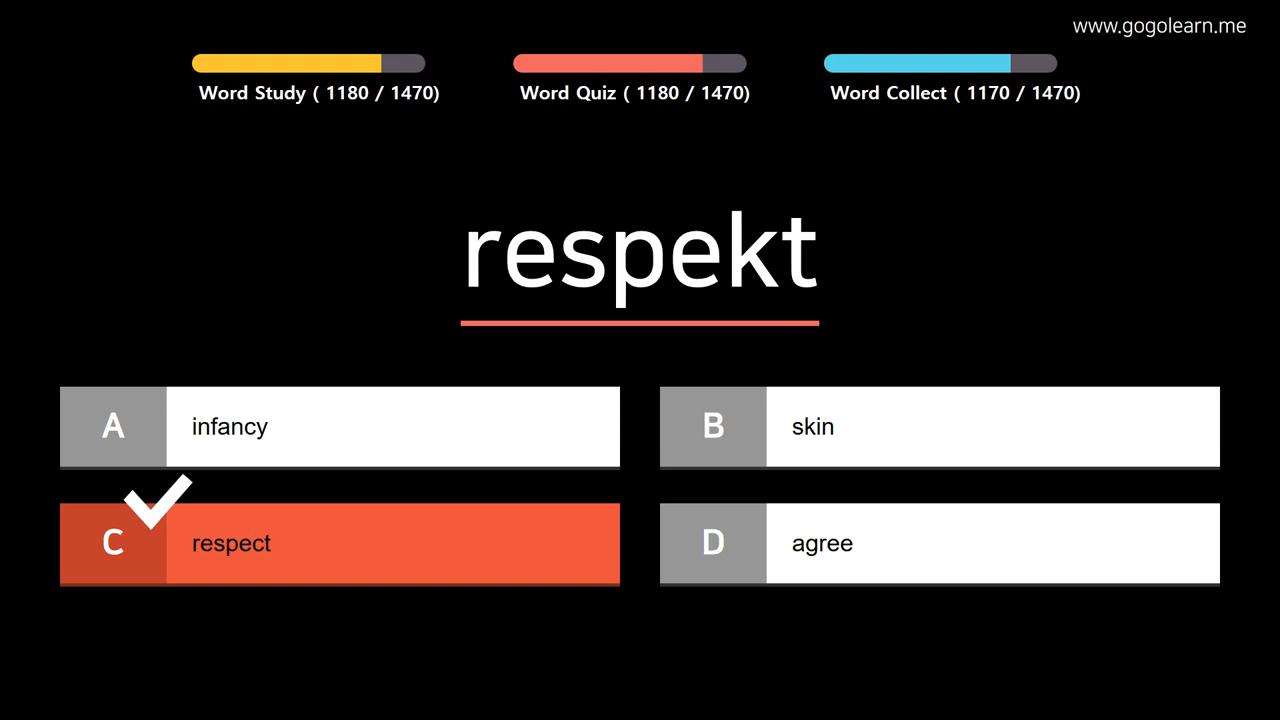 www.gogolearn.me
Word Study ( 1180 / 1470)
Word Quiz ( 1180 / 1470)
Word Collect ( 1170 / 1470)
respekt
A infancy
B skin
C respect
D agree